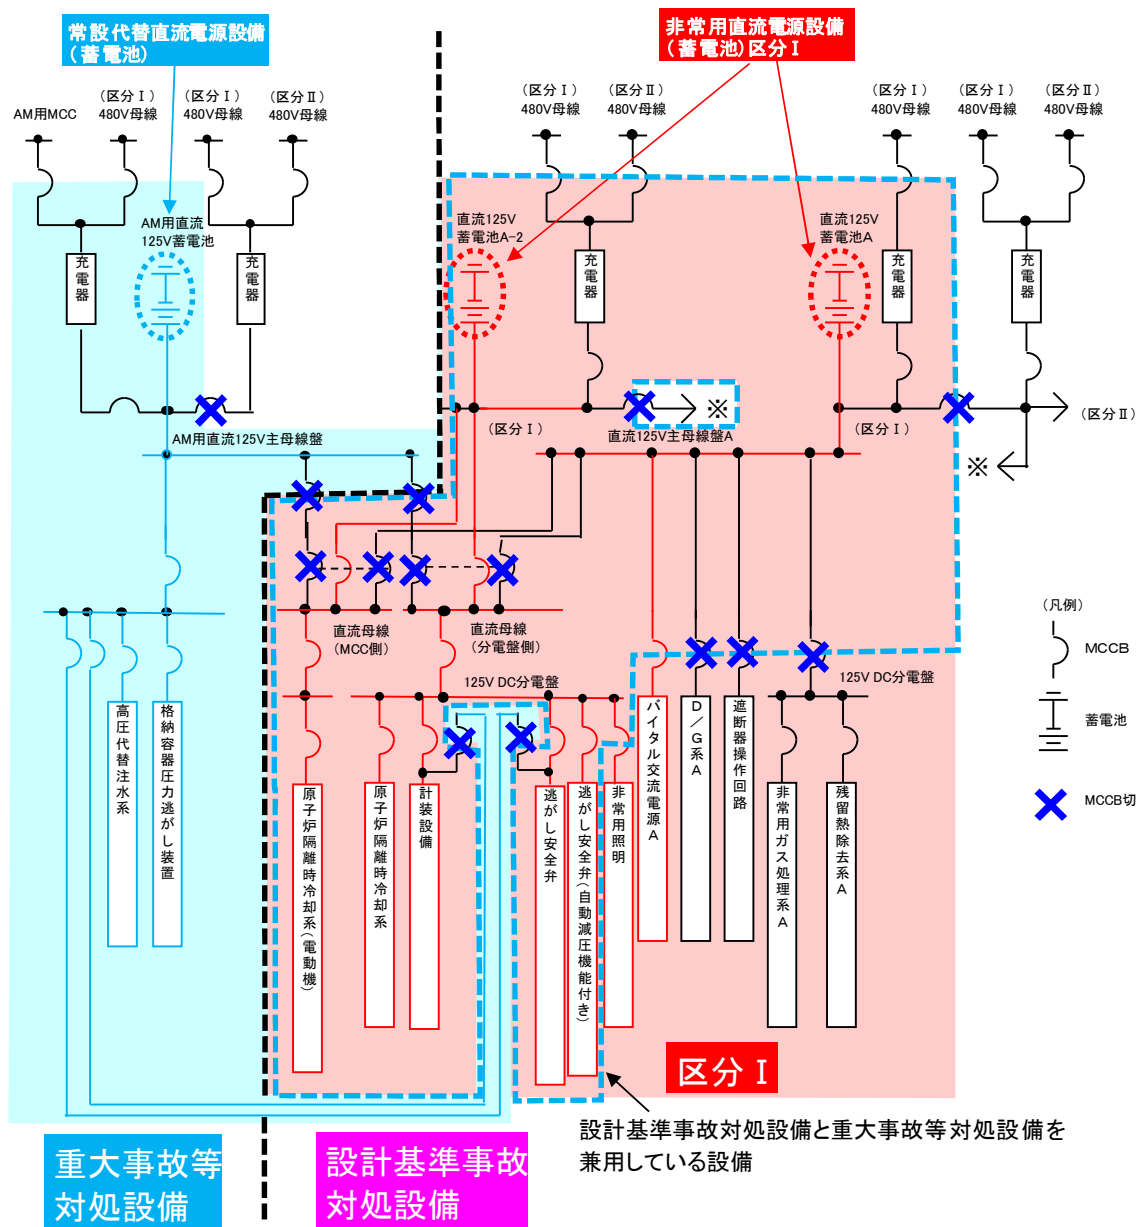 常設代替直流電源設備
(蓄電池)
非常用直流電源設備
(蓄電池)区分Ⅰ
AM用MCC
(区分Ⅰ)
480V母線
(区分Ⅰ)
480V母線
(区分Ⅱ)
480V母線
(区分Ⅰ)
480V母線
(区分Ⅱ)
480V母線
(区分Ⅰ)
480V母線
(区分Ⅰ)
480V母線
(区分Ⅱ)
480V母線
AM用直流
125V蓄電池
直流125V
蓄電池A-2
直流125V
蓄電池A
充電器
充電器
充電器
充電器
充電器
※
(区分Ⅰ)
直流125V主母線盤A
(区分Ⅰ)
(区分Ⅱ)
※
AM用直流125V主母線盤
直流母線
(MCC側)
直流母線
(分電盤側)
125V DC分電盤
125V DC分電盤
(凡例)
MCCB
蓄電池
MCCB切
高圧代替注水系
格納容器圧力逃がし装置
原子炉隔離時冷却系(電動機)
原子炉隔離時冷却系
計装設備
逃がし安全弁
逃がし安全弁(自動減圧機能付き)
非常用照明
バイタル交流電源A
D/G系A
遮断器操作回路
非常用ガス処理系A
残留熱除去系A
区分Ⅰ
設計基準事故対処設備と重大事故等対処設備を
兼用している設備
重大事故等
対処設備
設計基準事故
対処設備